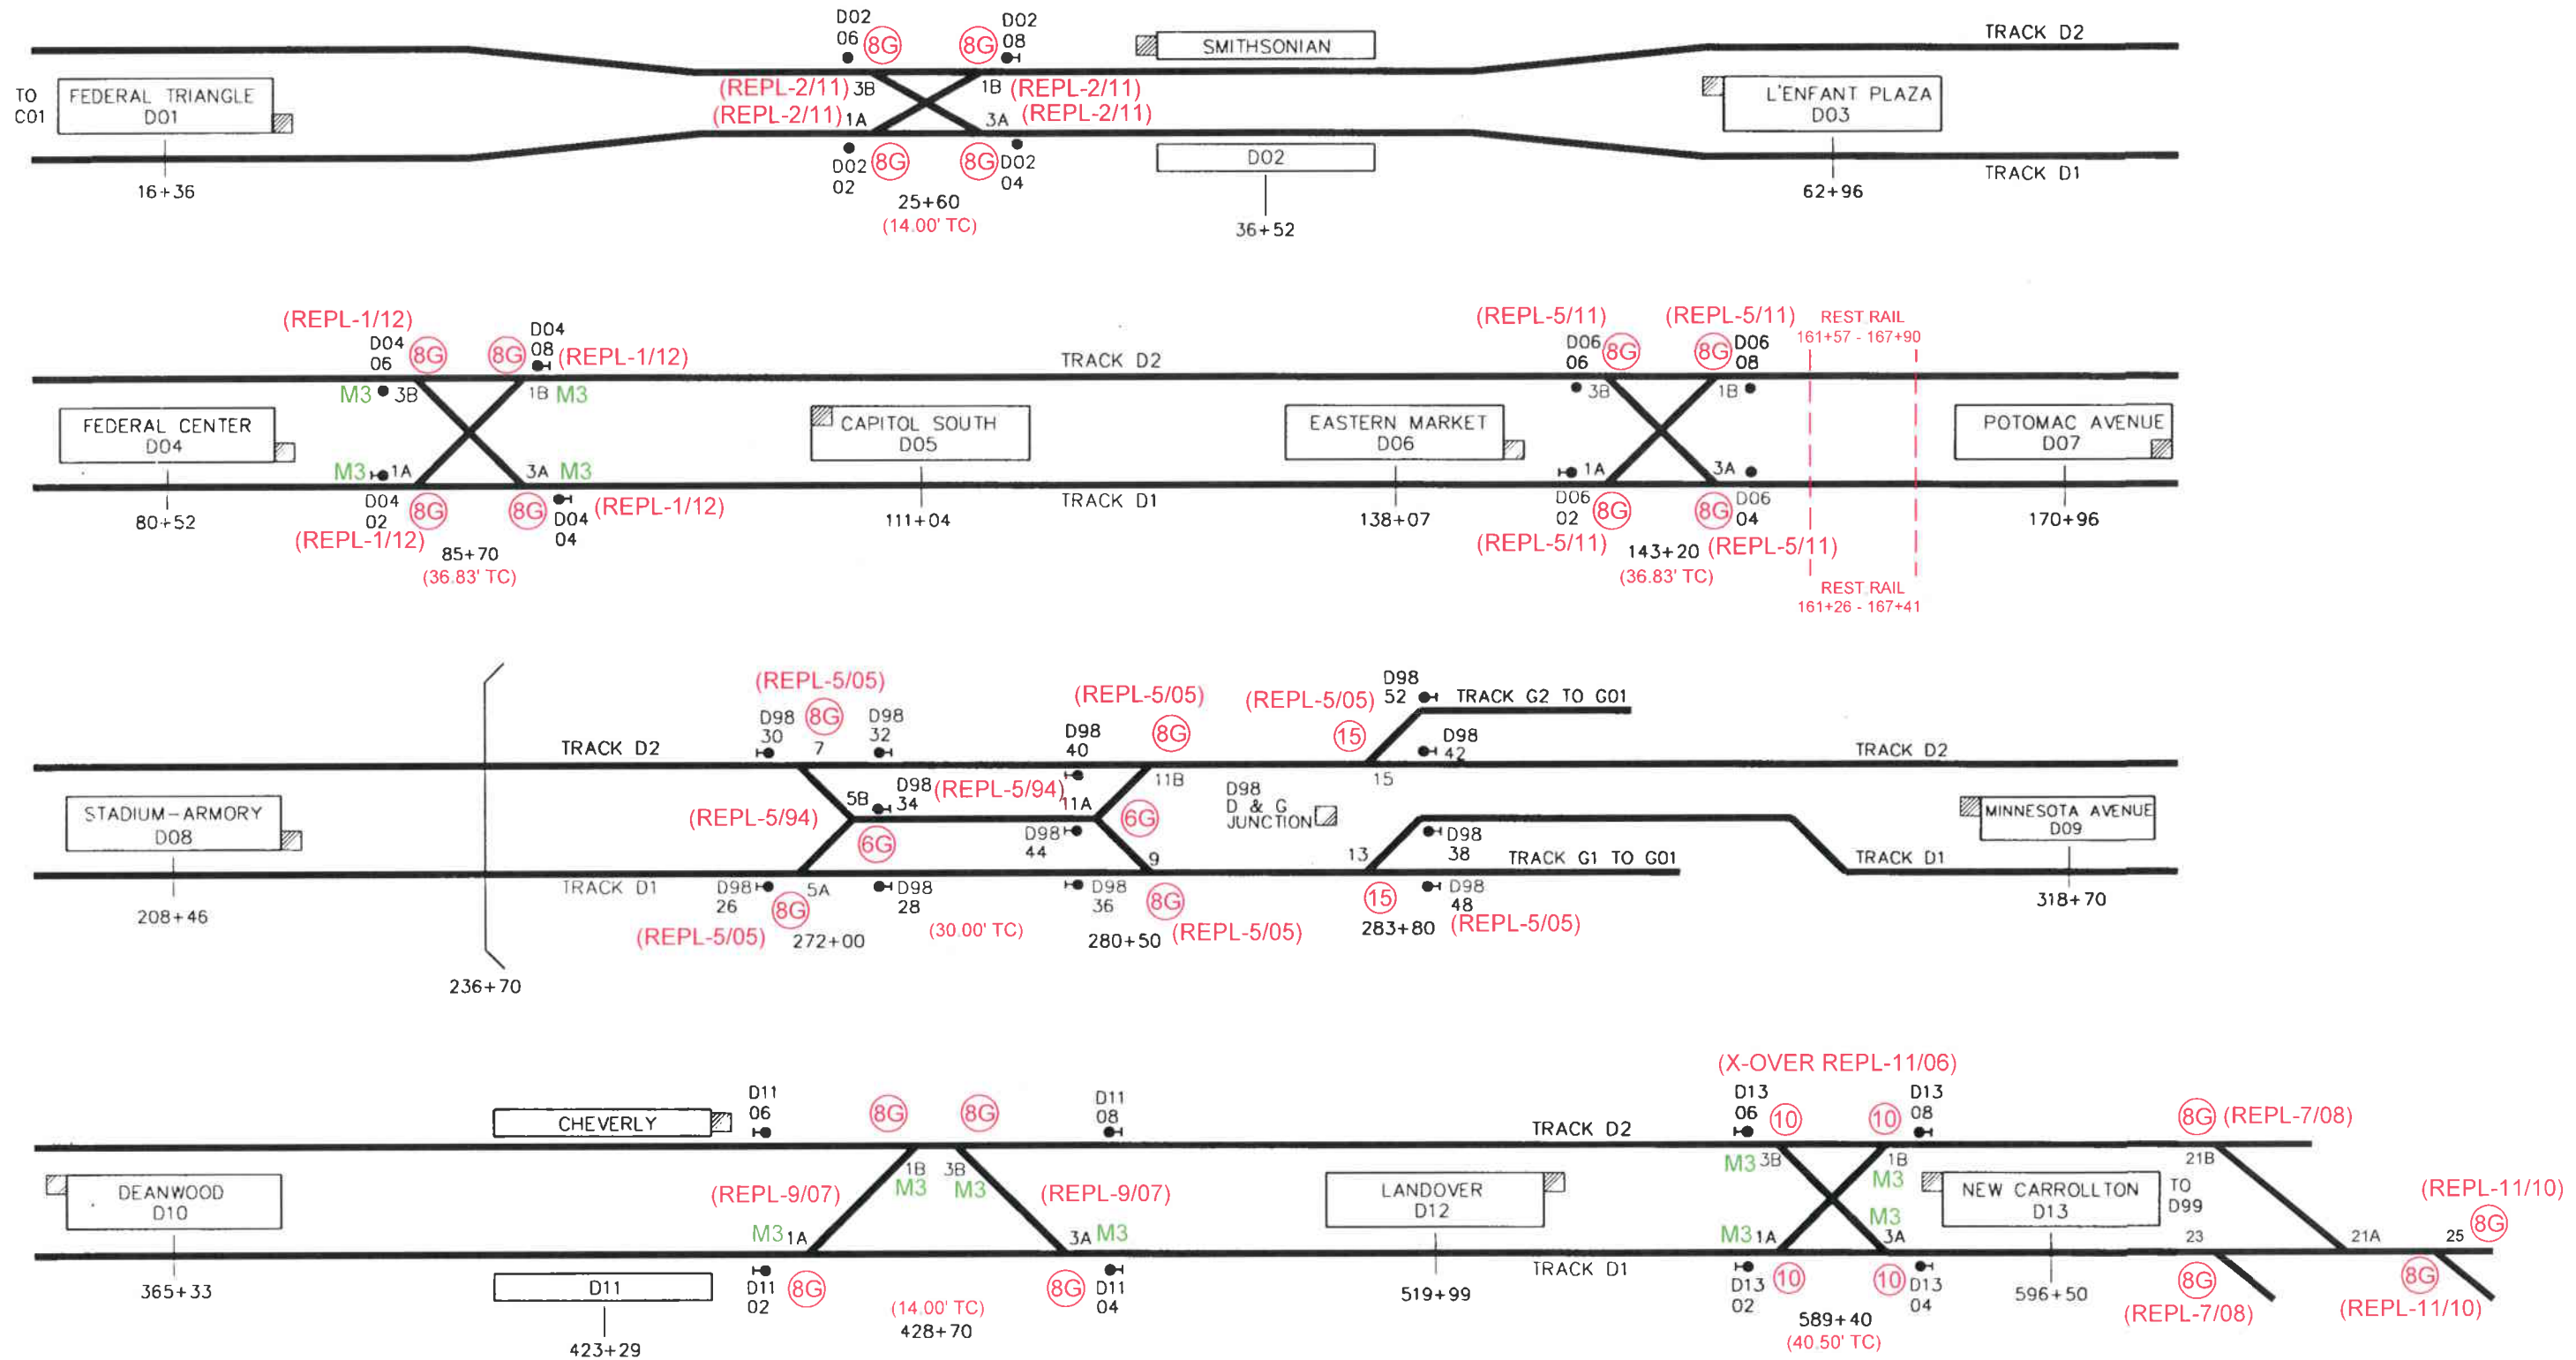 D02
06
8G
8G
D02
08
SMITHSONIAN
TRACK D2
TO
C01
FEDERAL TRIANGLE
D01
(REPL-2/11) 3B
1B (REPL-2/11)
(REPL-2/11) 1A
3A (REPL-2/11)
L'ENFANT PLAZA
D03
D02
02
8G
8G
D02
04
D02
TRACK D1
16+36
25+60
(14.00' TC)
36+52
62+96
(REPL-1/12)
D04
06
8G
8G
D04
08
(REPL-1/12)
TRACK D2
(REPL-5/11)
(REPL-5/11)
D06
06
8G
8G
D06
08
REST RAIL
161+57 - 167+90
M3
3B
1B M3
3B
1B
FEDERAL CENTER
D04
CAPITOL SOUTH
D05
EASTERN MARKET
D06
POTOMAC AVENUE
D07
M3
1A
3A M3
1A
3A
80+52
D04
02
8G
8G
D04
04
(REPL-1/12)
(REPL-1/12)
85+70
(36.83' TC)
111+04
TRACK D1
138+07
D06
02
8G
8G
D06
04
(REPL-5/11)
143+20
(REPL-5/11)
(36.83' TC)
170+96
REST RAIL
161+26 - 167+41
(REPL-5/05)
D98
30
8G
7
D98
32
(REPL-5/05)
D98
40
8G
(REPL-5/05)
15
D98
52
TRACK G2 TO G01
TRACK D2
D98
42
TRACK D2
11B
15
5B
D98
34
(REPL-5/94)
11A
D98
D & G
JUNCTION
STADIUM-ARMORY
D08
(REPL-5/94)
6G
6G
D98
44
9
13
D98
38
TRACK G1 TO G01
TRACK D1
MINNESOTA AVENUE
D09
TRACK D1
D98
26
8G
5A
D98
28
D98
36
8G
15
D98
48
208+46
(REPL-5/05)
272+00
(30.00' TC)
280+50
(REPL-5/05)
283+80
(REPL-5/05)
318+70
236+70
(X-OVER REPL-11/06)
CHEVERLY
D11
06
8G
8G
D11
08
TRACK D2
D13
06
10
10
D13
08
8G
(REPL-7/08)
1B
M3
3B
M3
M3 3B
1B
M3
21B
DEANWOOD
D10
(REPL-9/07)
(REPL-9/07)
LANDOVER
D12
NEW CARROLLTON
D13
TO
D99
(REPL-11/10)
8G
M3 1A
3A M3
M3 1A
M3
3A
23
21A
25
365+33
D11
423+29
D11
02
8G
(14.00' TC)
428+70
8G
D11
04
519+99
TRACK D1
D13
02
10
10
D13
04
589+40
(40.50' TC)
596+50
8G
(REPL-7/08)
8G
(REPL-11/10)